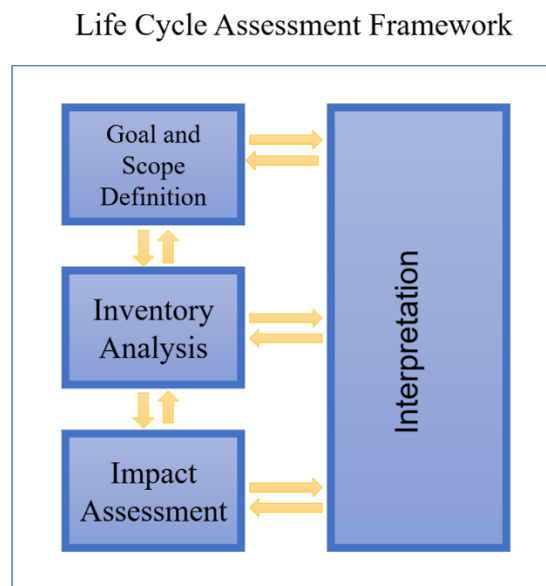 Life Cycle Assessment Framework
Goal and
Scope
Definition
Inventory
Analysis
Impact
Assessment
Interpretation